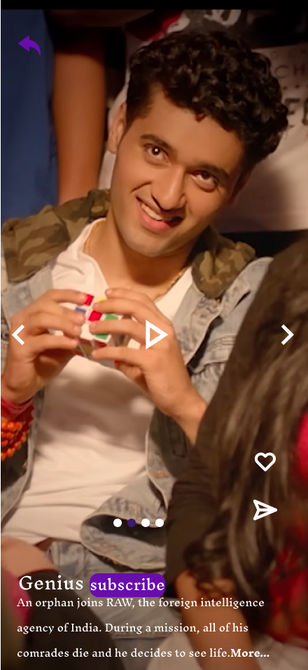 Genius subscribe
An orphan joins RAW, the foreign intelligence
agency of India. During a mission, all of his
comrades die and he decides to see life.More...